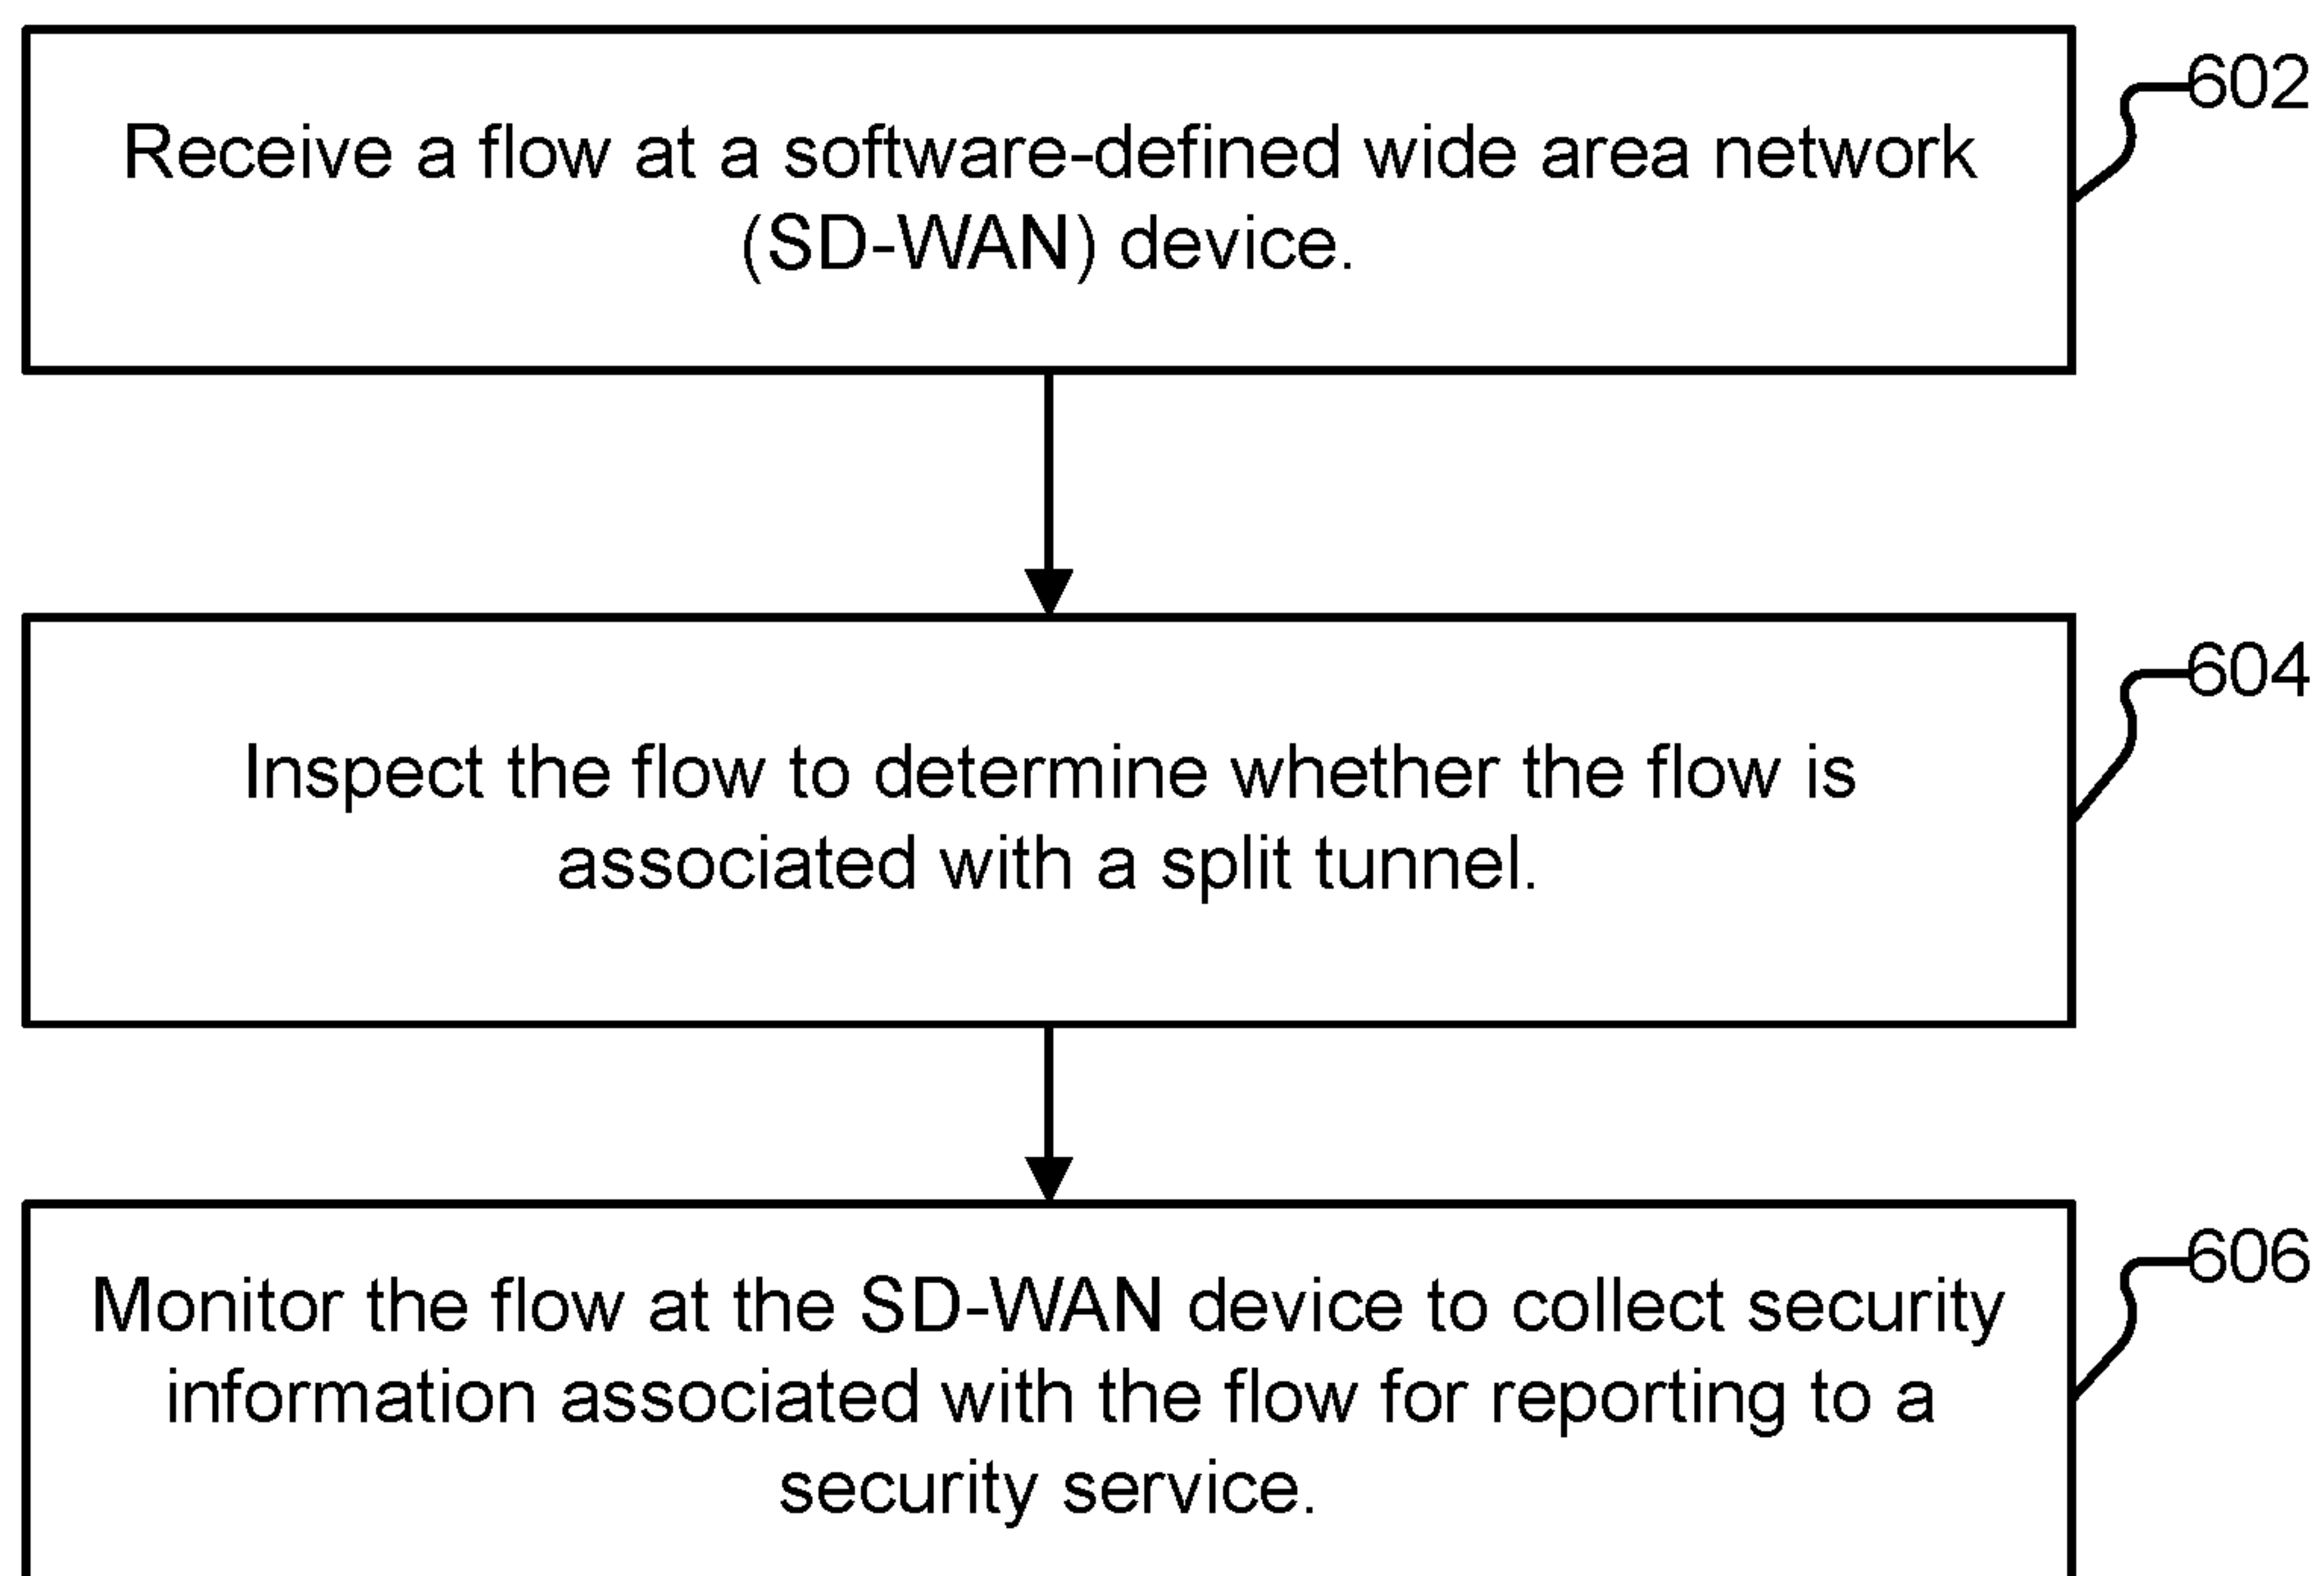 602
Receive a flow at a software-defined wide area network
(SD-WAN) device.
604
Inspect the flow to determine whether the flow is
associated with a split tunnel.
606
Monitor the flow at the SD-WAN device to collect security
information associated with the flow for reporting to a
security service.